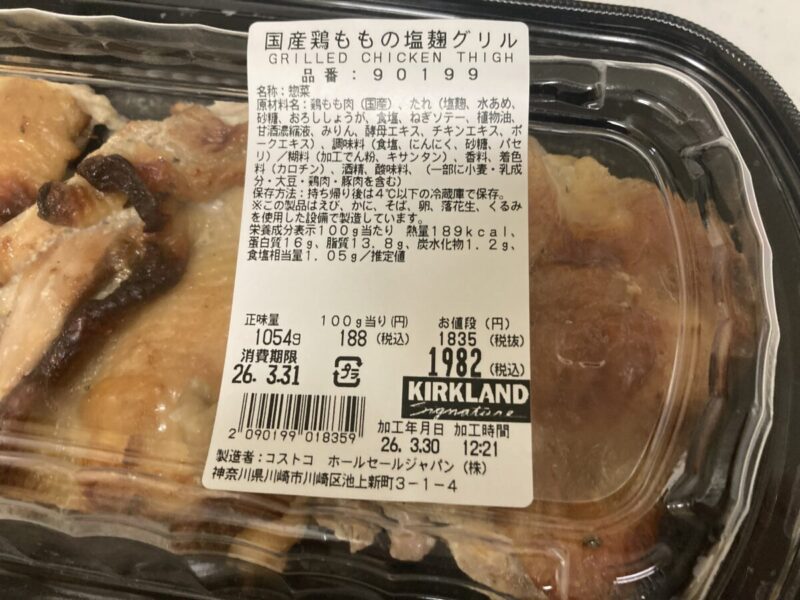 国産鶏ももの塩麹グリル
GRILLED CHICKEN THIGH
品番:90199
名称:惣菜
原材料名:鶏もも肉(国産)、たれ(塩麹、水あめ、
砂糖、おろししょうが、食塩、ねぎソテー、植物油、
甘酒濃縮液、みりん、酵母エキス、チキンエキス、ポ
ークエキス)、調味料(食塩、にんにく、砂糖、パセ
リ)/糊料(加工でん粉、キサンタン)、香料、着色
料(カロチン)、酒精、酸味料、(一部に小麦・乳成
分・大豆・鶏肉・豚肉を含む)
保存方法:持ち帰り後は4℃以下の冷蔵庫で保存。
※この製品はえび、かに、そば、卵、落花生、くるみ
を使用した設備で製造しています。
栄養成分表示100g当たり 熱量189kcal、
蛋白質16g、脂質13.8g、炭水化物1.2g、
食塩相当量1.05g/推定値
正味量 100g当り(円) お値段(円)
1054g 188(税込) 1835(税抜)
消費期限 1982(税込)
26.3.31 プラ
KIRKLAND
Signature
2 090199 018359
加工年月日 加工時間
26.3.30 12:21
製造者:コストコ ホールセールジャパン(株)
神奈川県川崎市川崎区池上新町3-1-4